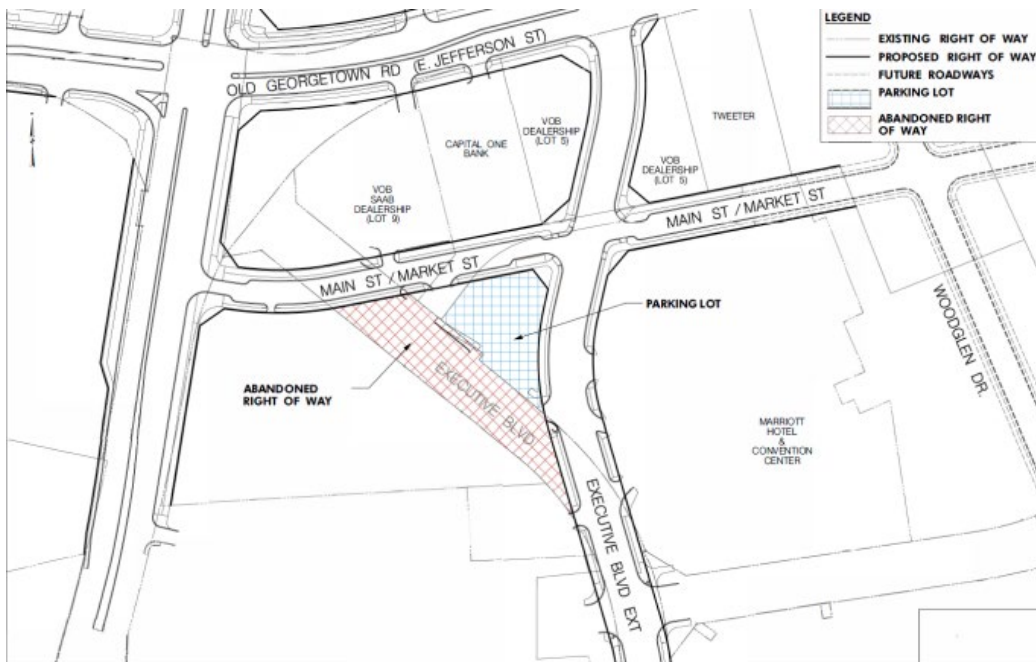 LEGEND
EXISTING RIGHT OF WAY
PROPOSED RIGHT OF WAY
FUTURE ROADWAYS
PARKING LOT
ABANDONED RIGHT
OF WAY
OLD GEORGETOWN RD (E. JEFFERSON ST)
VOB
DEALERSHIP
(LOT 5)
CAPITAL ONE
BANK
TWEETER
VOB
DEALERSHIP
(LOT 5)
VOB
SAAB
DEALERSHIP
(LOT 9)
MAIN ST / MARKET ST
MAIN ST / MARKET ST
PARKING LOT
WOODGLEN DR.
ABANDONED
RIGHT OF WAY
EXECUTIVE BLVD
MARRIOTT
HOTEL
&
CONVENTION
CENTER
EXECUTIVE BLVD EXT